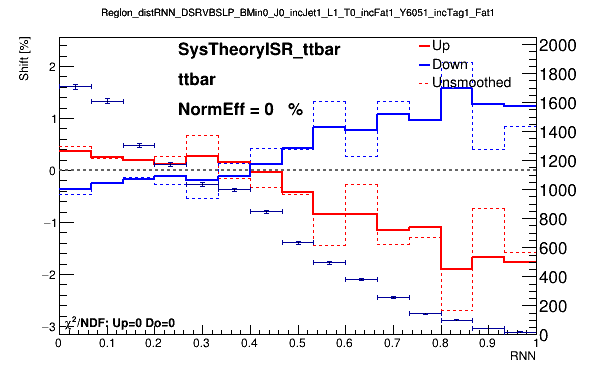 Region_distRNN_DSRVBSLP_BMin0_J0_incJet1_L1_T0_incFat1_Y6051_incTag1_Fat1
Shift [%]
SysTheoryISR_ttbar
ttbar
NormEff = 0 %
Up
Down
Unsmoothed
2
1
0
−1
−2
−3
2000
1800
1600
1400
1200
1000
800
600
400
200
0
χ²/NDF: Up=0 Do=0
0 0.1 0.2 0.3 0.4 0.5 0.6 0.7 0.8 0.9 1
RNN